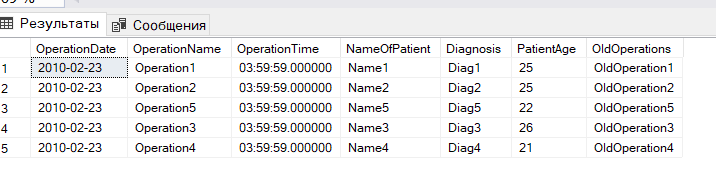 Результаты Сообщения
OperationDate OperationName OperationTime NameOfPatient Diagnosis PatientAge OldOperations
1 2010-02-23 Operation1 03:59:59.000000 Name1 Diag1 25 OldOperation1
2 2010-02-23 Operation2 03:59:59.000000 Name2 Diag2 25 OldOperation2
3 2010-02-23 Operation5 03:59:59.000000 Name5 Diag5 22 OldOperation5
4 2010-02-23 Operation3 03:59:59.000000 Name3 Diag3 26 OldOperation3
5 2010-02-23 Operation4 03:59:59.000000 Name4 Diag4 21 OldOperation4